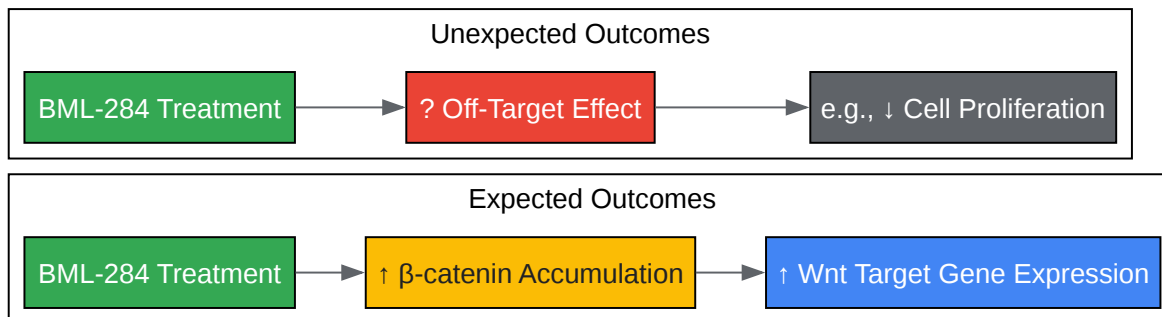 Unexpected Outcomes
BML-284 Treatment
? Off-Target Effect
e.g., ↓ Cell Proliferation
Expected Outcomes
BML-284 Treatment
↑ β-catenin Accumulation
↑ Wnt Target Gene Expression